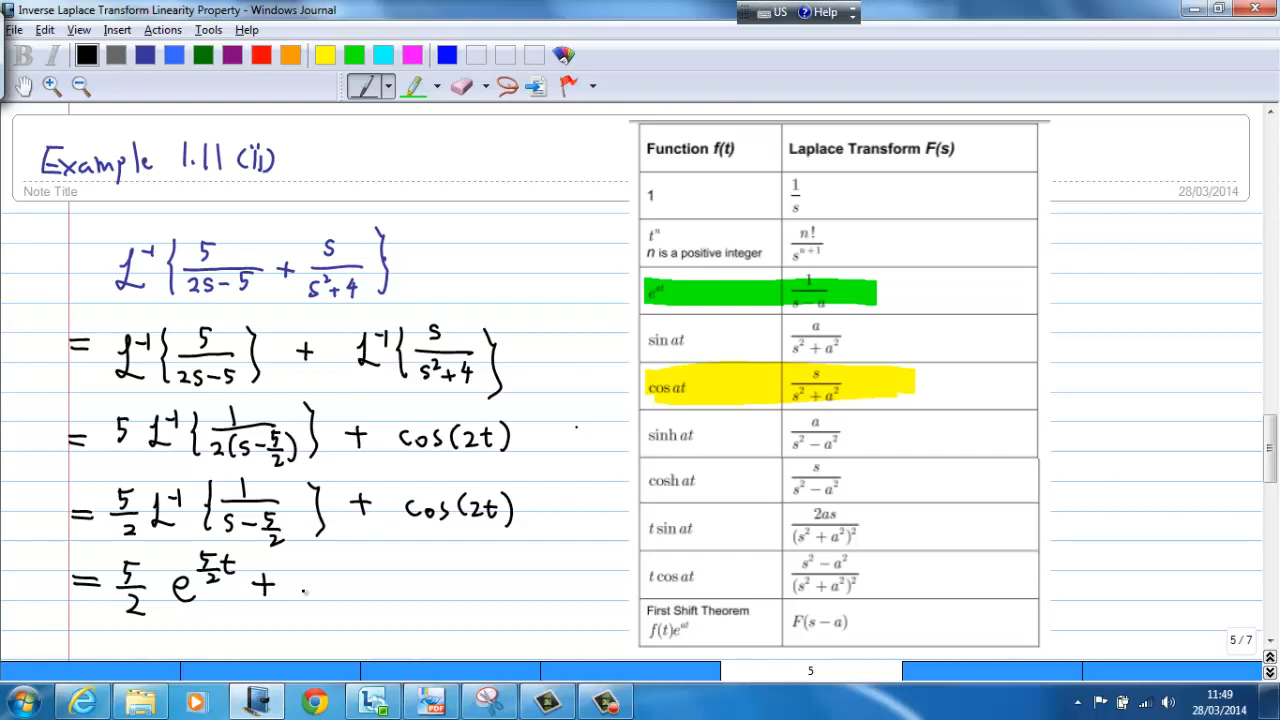 Inverse Laplace Transform Linearity Property - Windows Journal
US Help
File Edit View Insert Actions Tools Help
B I
Example 1.11 (ii)
Note Title
28/03/2014
ℒ⁻¹{5/(2s-5) + s/(s²+4)}
= ℒ⁻¹{5/(2s-5)} + ℒ⁻¹{s/(s²+4)}
= 5 ℒ⁻¹{1/(2(s-5/2))} + cos(2t)
= 5/2 ℒ⁻¹{1/(s-5/2)} + cos(2t)
= 5/2 e^(5/2 t) +
Function f(t) Laplace Transform F(s)
1 1/s
tⁿ
n is a positive integer n!/sⁿ⁺¹
e^(at) 1/(s-a)
sin at a/(s²+a²)
cos at s/(s²+a²)
sinh at a/(s²-a²)
cosh at s/(s²-a²)
t sin at 2as/(s²+a²)²
t cos at (s²-a²)/(s²+a²)²
First Shift Theorem
f(t)e^(at) F(s-a)
5 / 7
5
11:49
28/03/2014